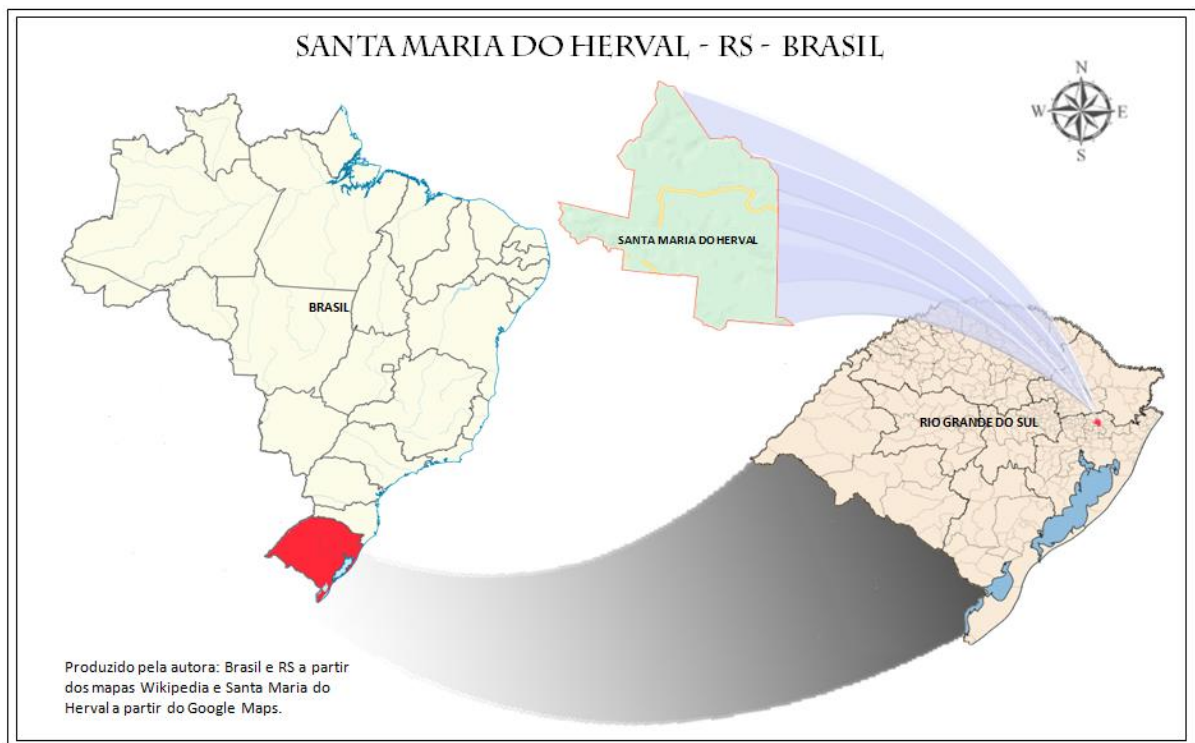 SANTA MARIA DO HERVAL - RS - BRASIL
N
W E
S
SANTA MARIA DO HERVAL
BRASIL
RIO GRANDE DO SUL
Produzido pela autora: Brasil e RS a partir
dos mapas Wikipedia e Santa Maria do
Herval a partir do Google Maps.